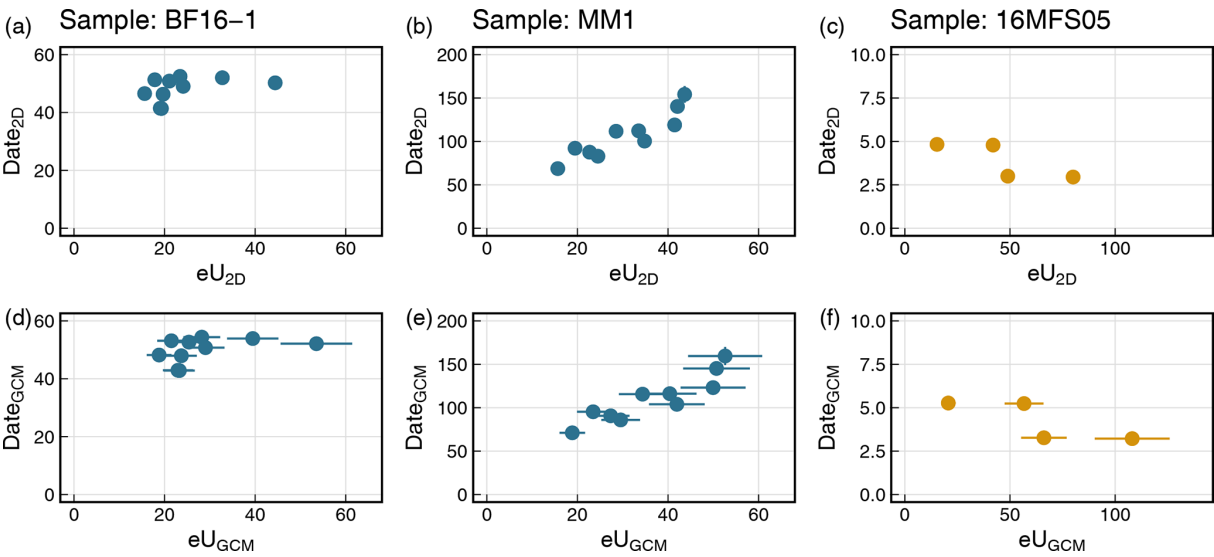 (a) Sample: BF16−1
(b) Sample: MM1
(c) Sample: 16MFS05
Date2D
60
40
20
0
0 20 40 60
eU2D
Date2D
200
150
100
50
0
0 20 40 60
eU2D
Date2D
10.0
7.5
5.0
2.5
0.0
0 50 100
eU2D
(d)
DateGCM
60
40
20
0
0 20 40 60
eUGCM
(e)
DateGCM
200
150
100
50
0
0 20 40 60
eUGCM
(f)
DateGCM
10.0
7.5
5.0
2.5
0.0
0 50 100
eUGCM